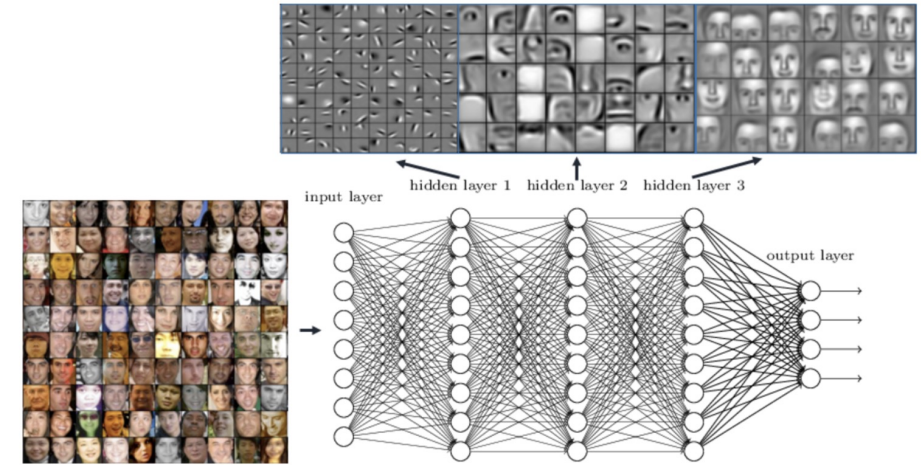 hidden layer 1
hidden layer 2
hidden layer 3
input layer
output layer